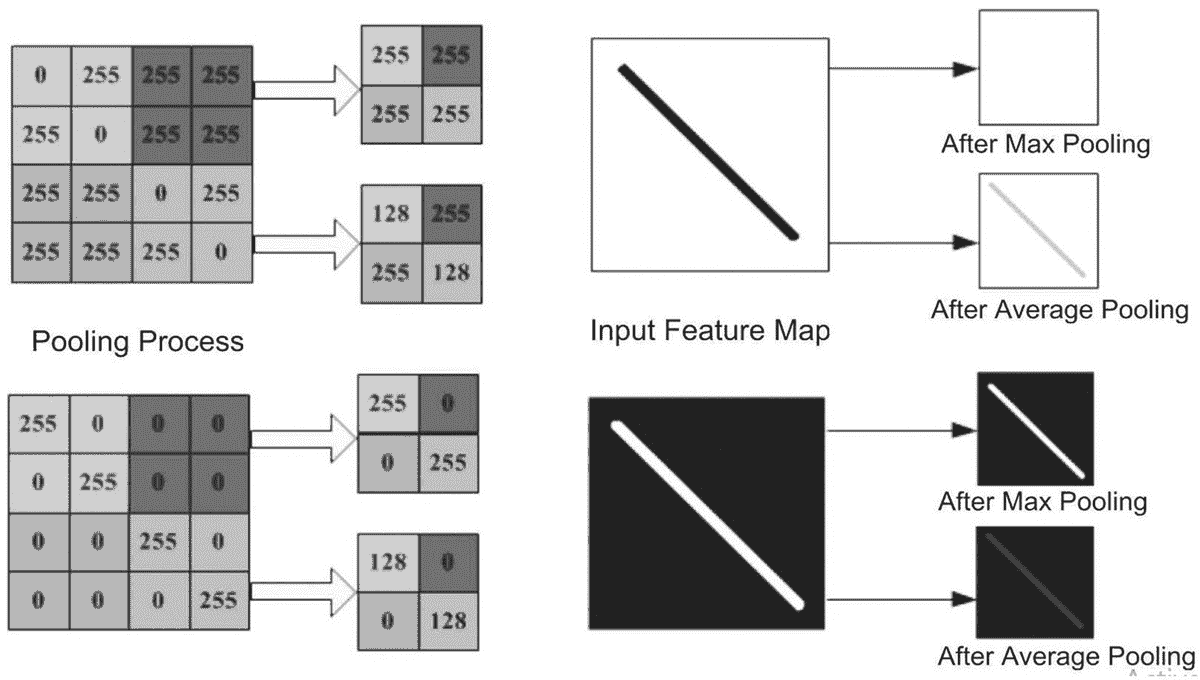 0 255 255 255
255 0 255 255
255 255 0 255
255 255 255 0
255 255
255 255
128 255
255 128
Pooling Process
After Max Pooling
After Average Pooling
Input Feature Map
255 0 0 0
0 255 0 0
0 0 255 0
0 0 0 255
255 0
0 255
128 0
0 128
After Max Pooling
After Average Pooling